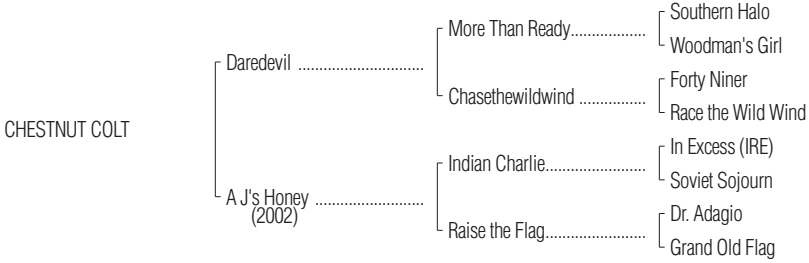 Southern Halo
More Than Ready..................
Woodman's Girl
Daredevil .............................
Forty Niner
Chasethewildwind ................
Race the Wild Wind
CHESTNUT COLT
In Excess (IRE)
Indian Charlie........................
Soviet Sojourn
A J's Honey .........................
(2002)
Dr. Adagio
Raise the Flag........................
Grand Old Flag